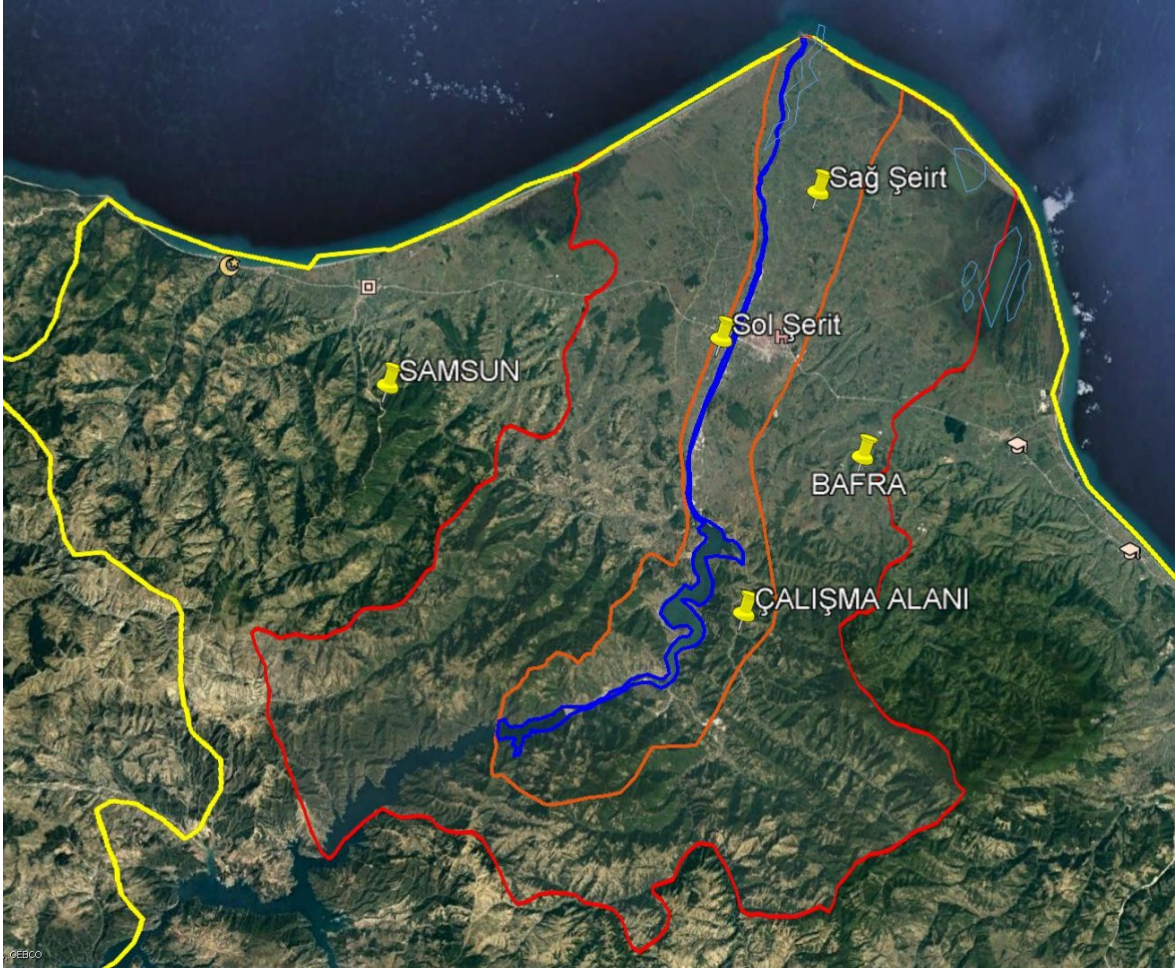 Sağ Şeirt
Sol Şerit
H
SAMSUN
BAFRA
ÇALIŞMA ALANI
GEBCO